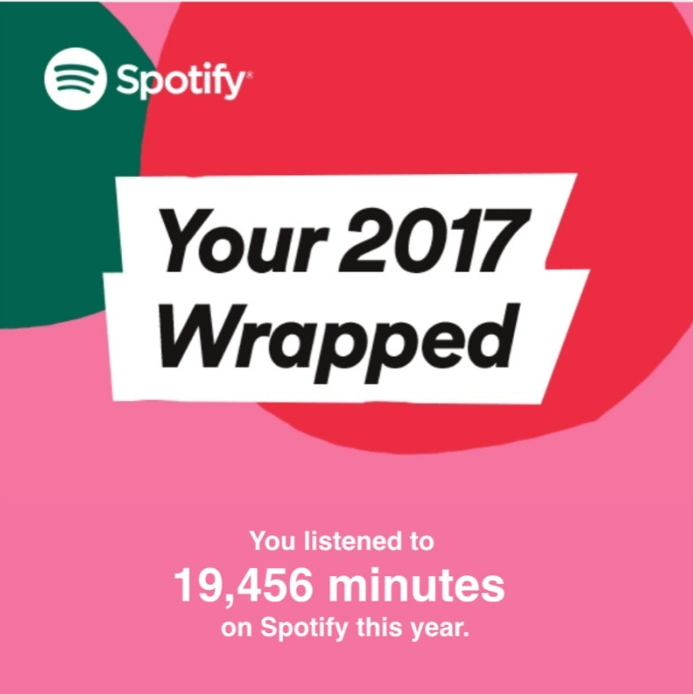 Spotify®
Your 2017
Wrapped
You listened to
19,456 minutes
on Spotify this year.